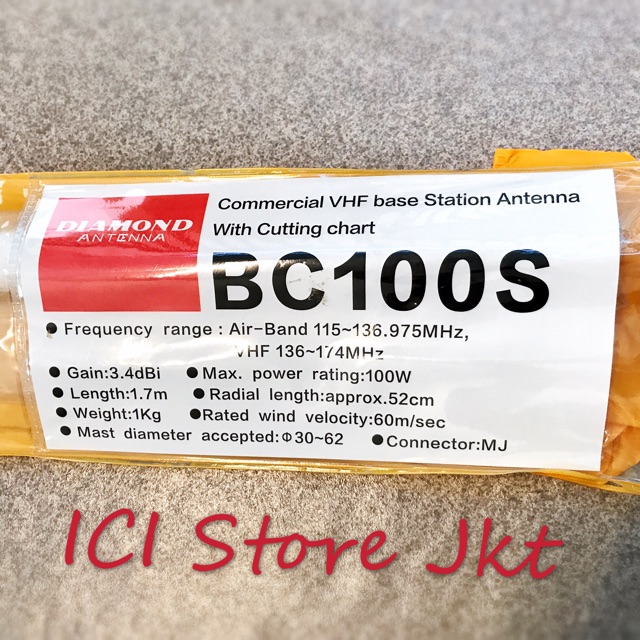 DIAMOND
ANTENNA
Commercial VHF base Station Antenna
With Cutting chart
BC100S
● Frequency range : Air-Band 115~136.975MHz,
VHF 136~174MHz
● Gain:3.4dBi ● Max. power rating:100W
● Length:1.7m ● Radial length:approx.52cm
● Weight:1Kg ●Rated wind velocity:60m/sec
● Mast diameter accepted:Φ30~62 ●Connector:MJ
ICI Store Jkt